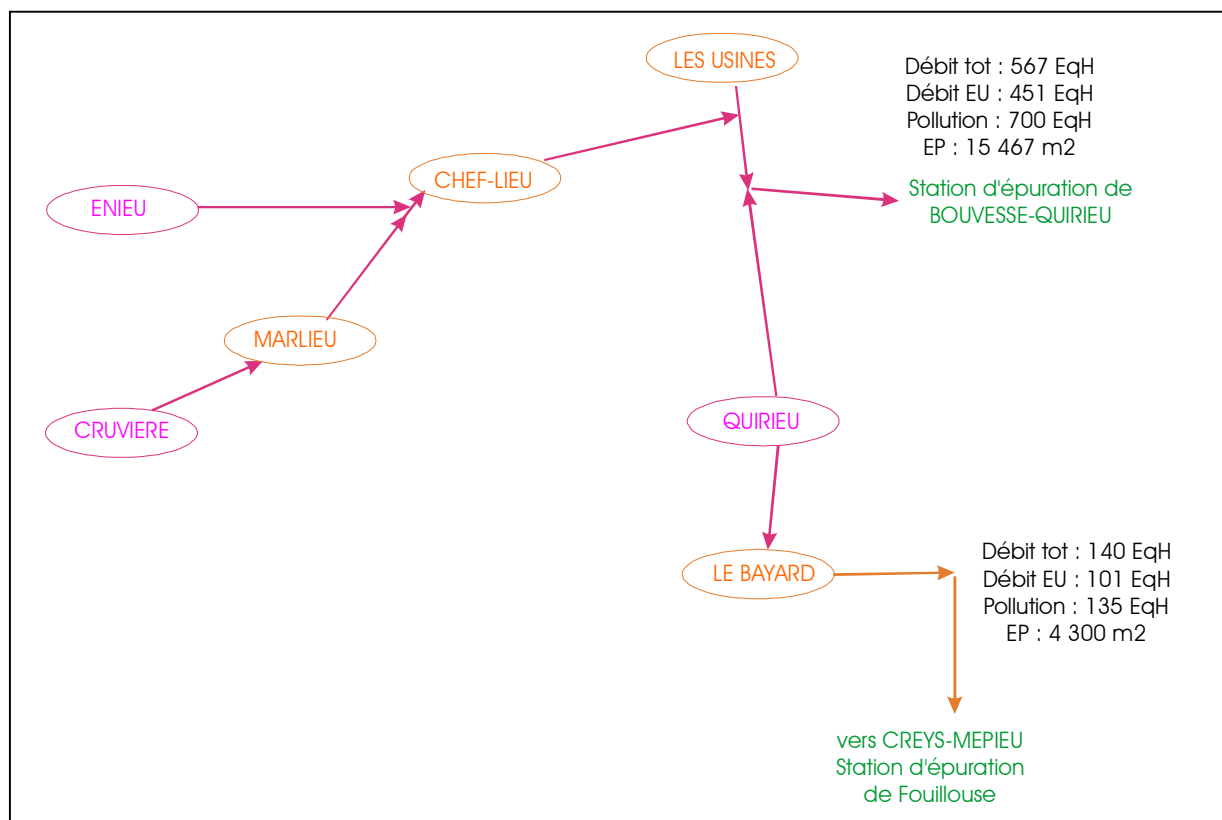 LES USINES
Débit tot : 567 EqH
Débit EU : 451 EqH
Pollution : 700 EqH
EP : 15 467 m2
CHEF-LIEU
Station d'épuration de
BOUVESSE-QUIRIEU
ENIEU
MARLIEU
CRUVIERE
QUIRIEU
LE BAYARD
Débit tot : 140 EqH
Débit EU : 101 EqH
Pollution : 135 EqH
EP : 4 300 m2
vers CREYS-MEPIEU
Station d'épuration
de Fouillouse